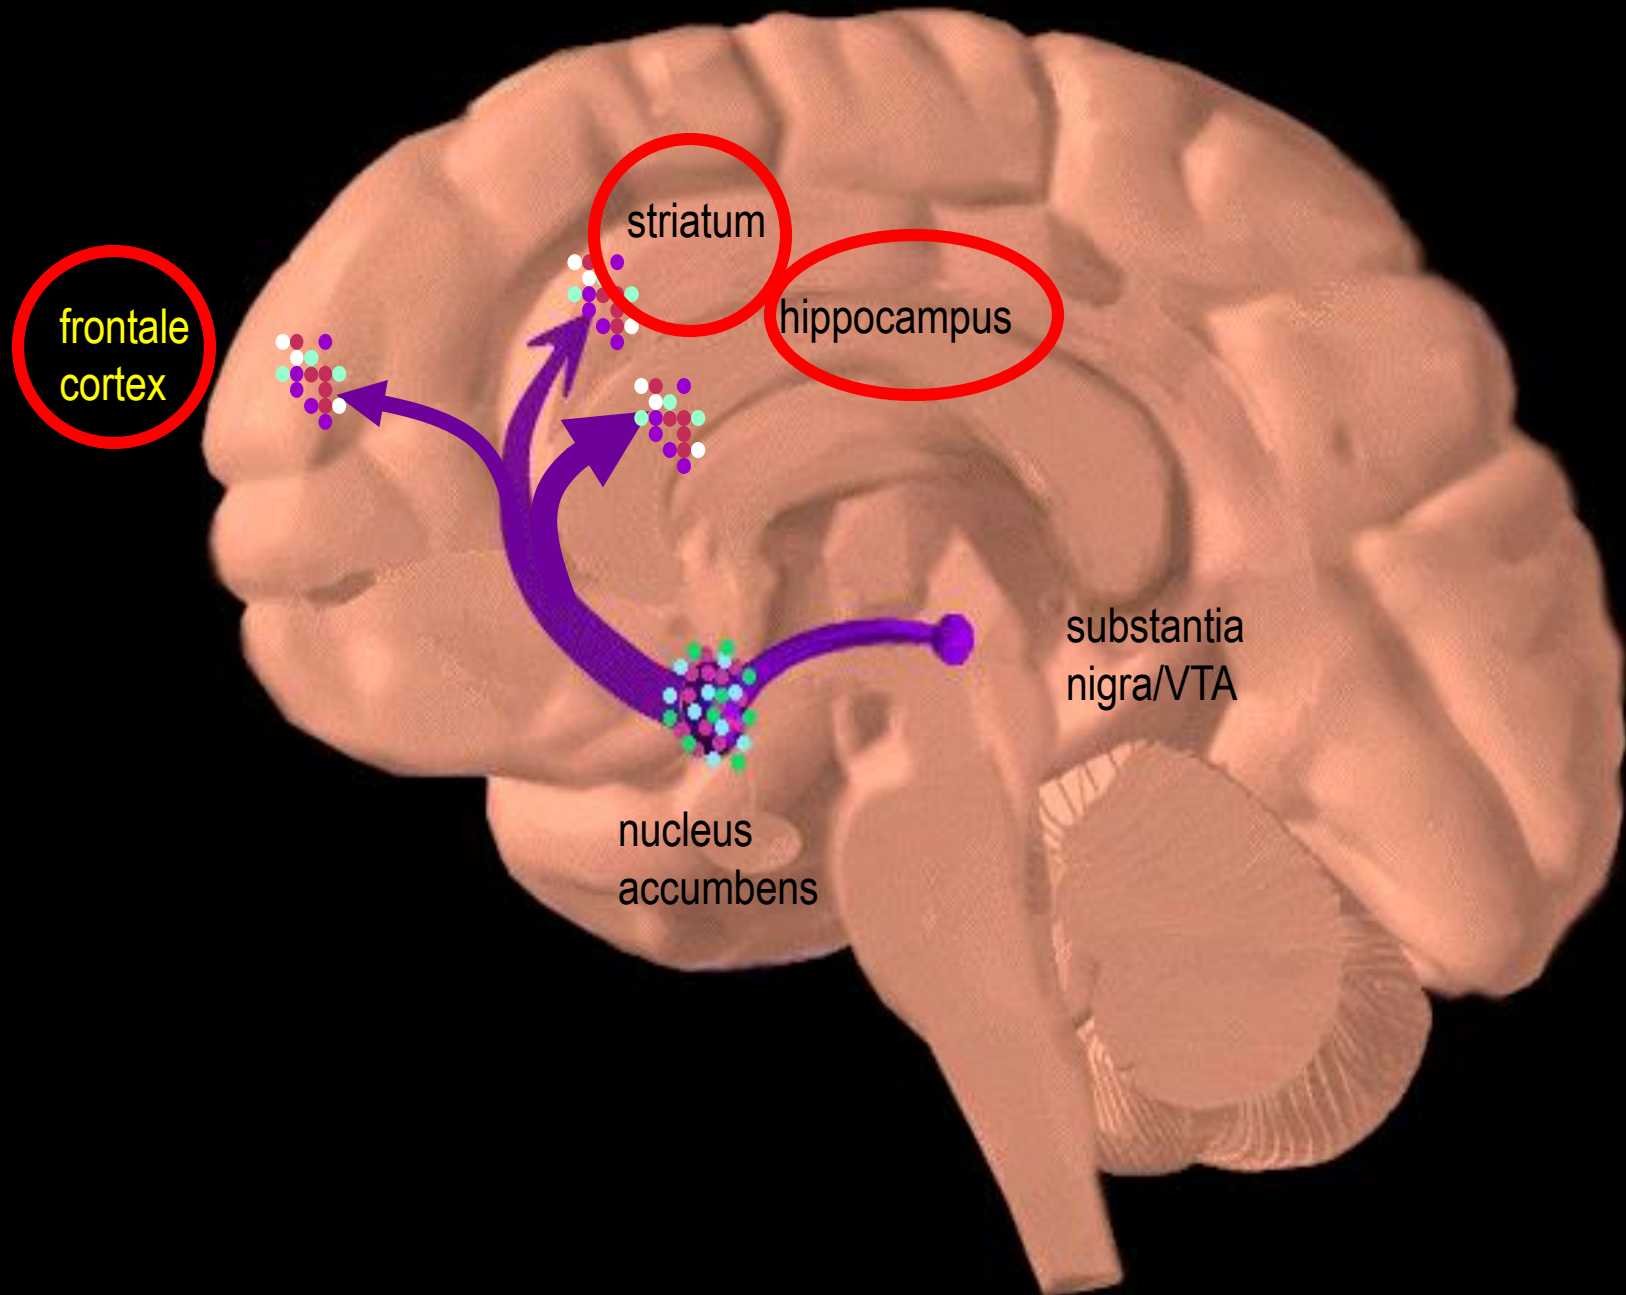 striatum
hippocampus
frontale
cortex
substantia
nigra/VTA
nucleus
accumbens